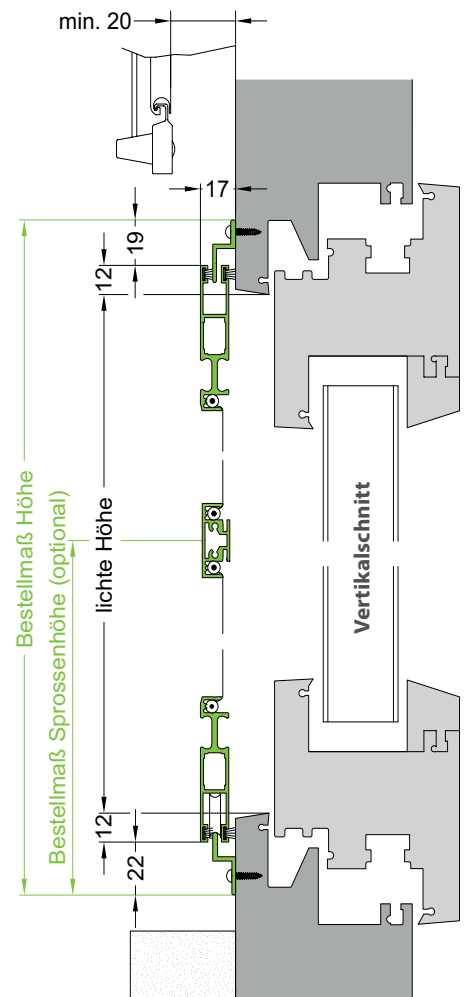 min. 20
17
19
12
Bestellmaß Höhe
Bestellmaß Sprossenhöhe (optional)
lichte Höhe
Vertikalschnitt
12
22